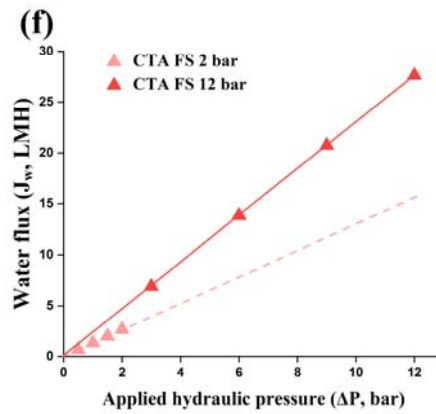 (f)
Water flux (Jw, LMH)
30
25
20
15
10
5
0
CTA FS 2 bar
CTA FS 12 bar
0 2 4 6 8 10 12
Applied hydraulic pressure (ΔP, bar)